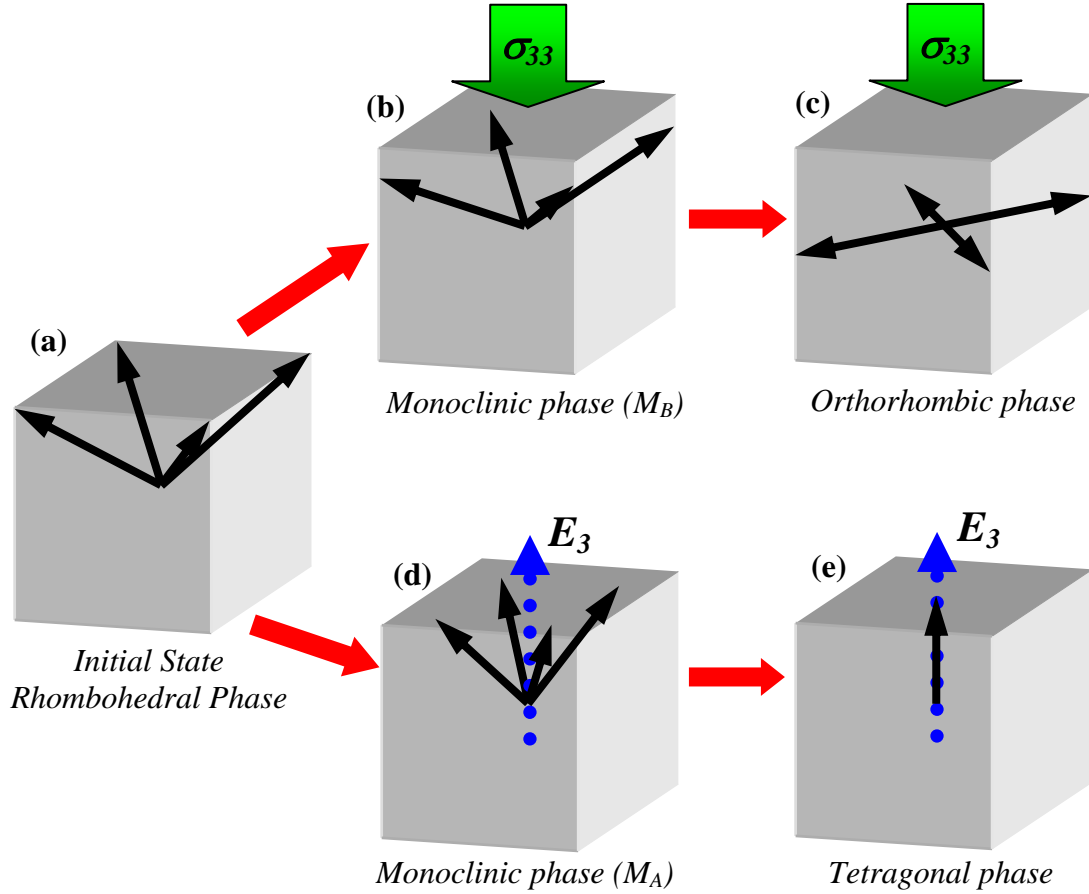 σ33
σ33
(b)
(c)
(a)
Monoclinic phase (MB)
Orthorhombic phase
Initial State
Rhombohedral Phase
E3
E3
(d)
(e)
Monoclinic phase (MA)
Tetragonal phase